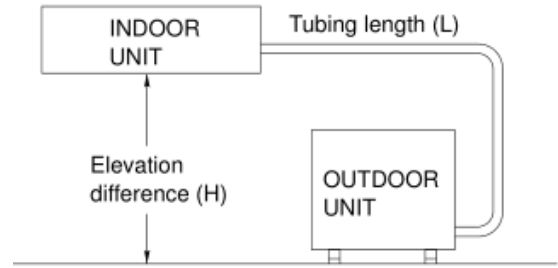 INDOOR
UNIT
Tubing length (L)
Elevation
difference (H)
OUTDOOR
UNIT